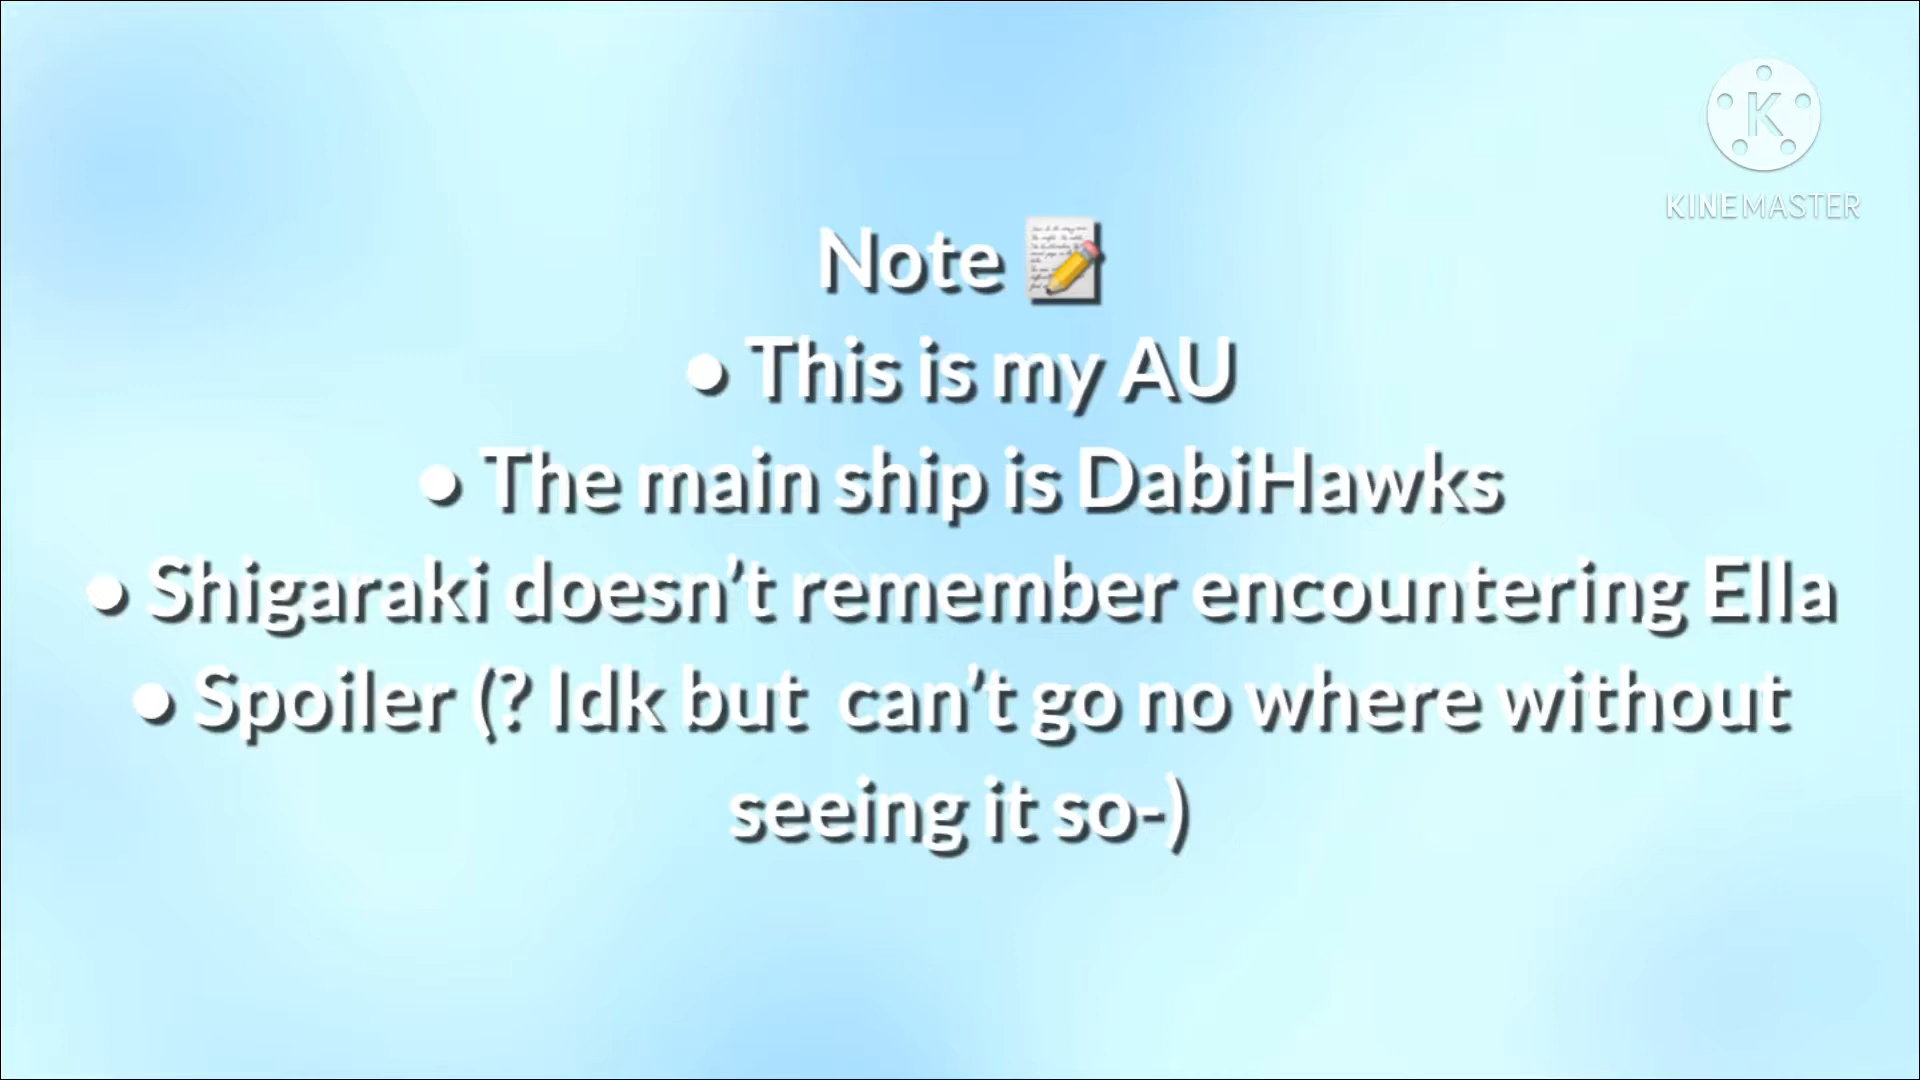 KINEMASTER
Note 📝
• This is my AU
• The main ship is DabiHawks
• Shigaraki doesn’t remember encountering Ella
• Spoiler (? Idk but  can’t go no where without
seeing it so-)